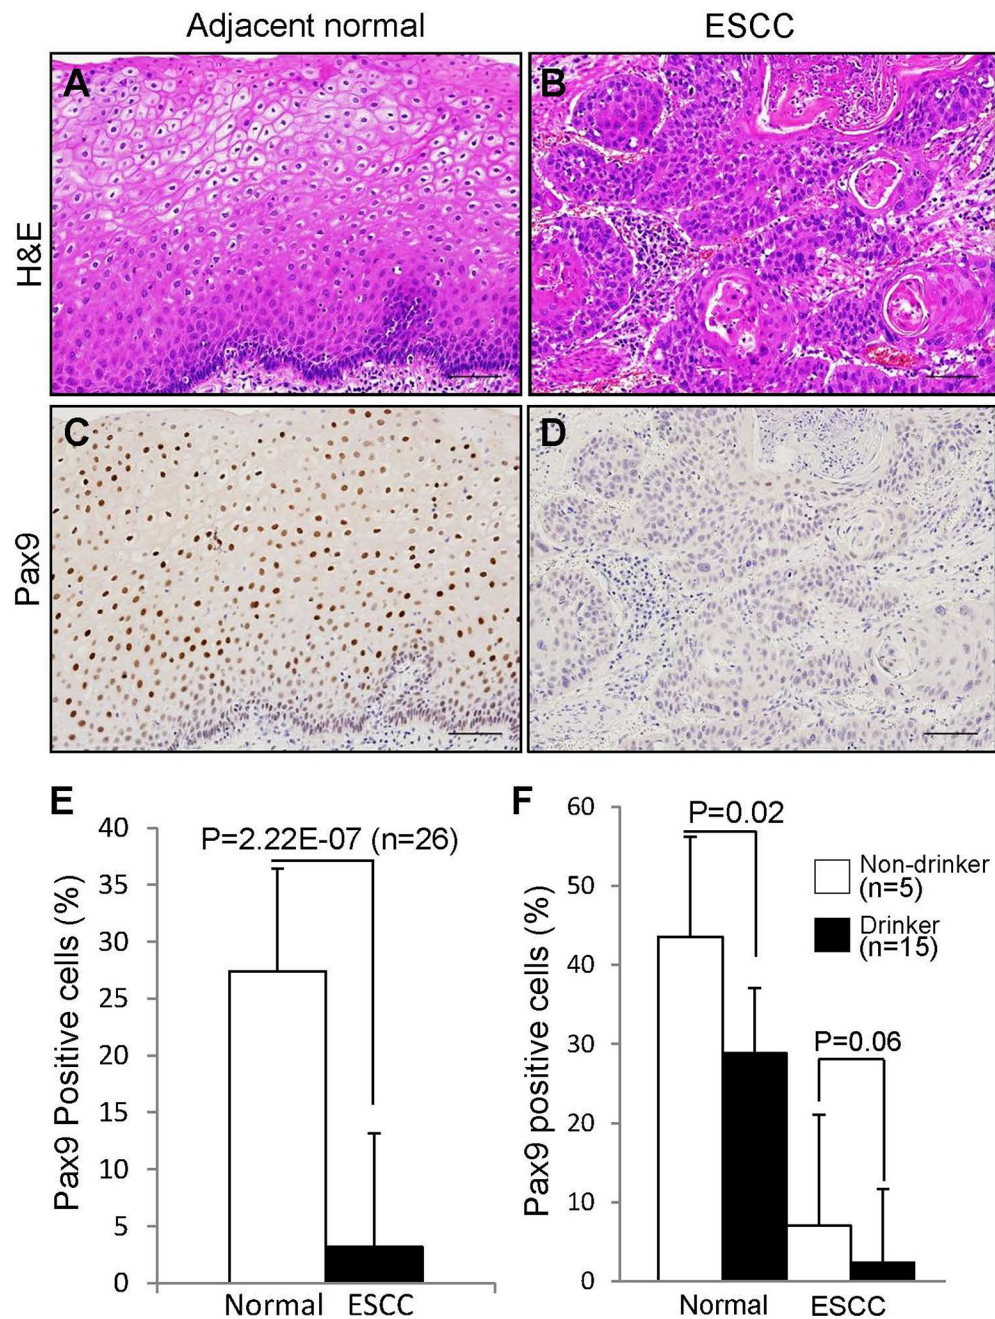 Adjacent normal
ESCC
A
B
H&E
C
D
Pax9
E
F
P=2.22E-07 (n=26)
Pax9 Positive cells (%)
40
35
30
25
20
15
10
5
0
Normal
ESCC
P=0.02
P=0.06
Pax9 positive cells (%)
60
50
40
30
20
10
0
Non-drinker
(n=5)
Drinker
(n=15)
Normal
ESCC